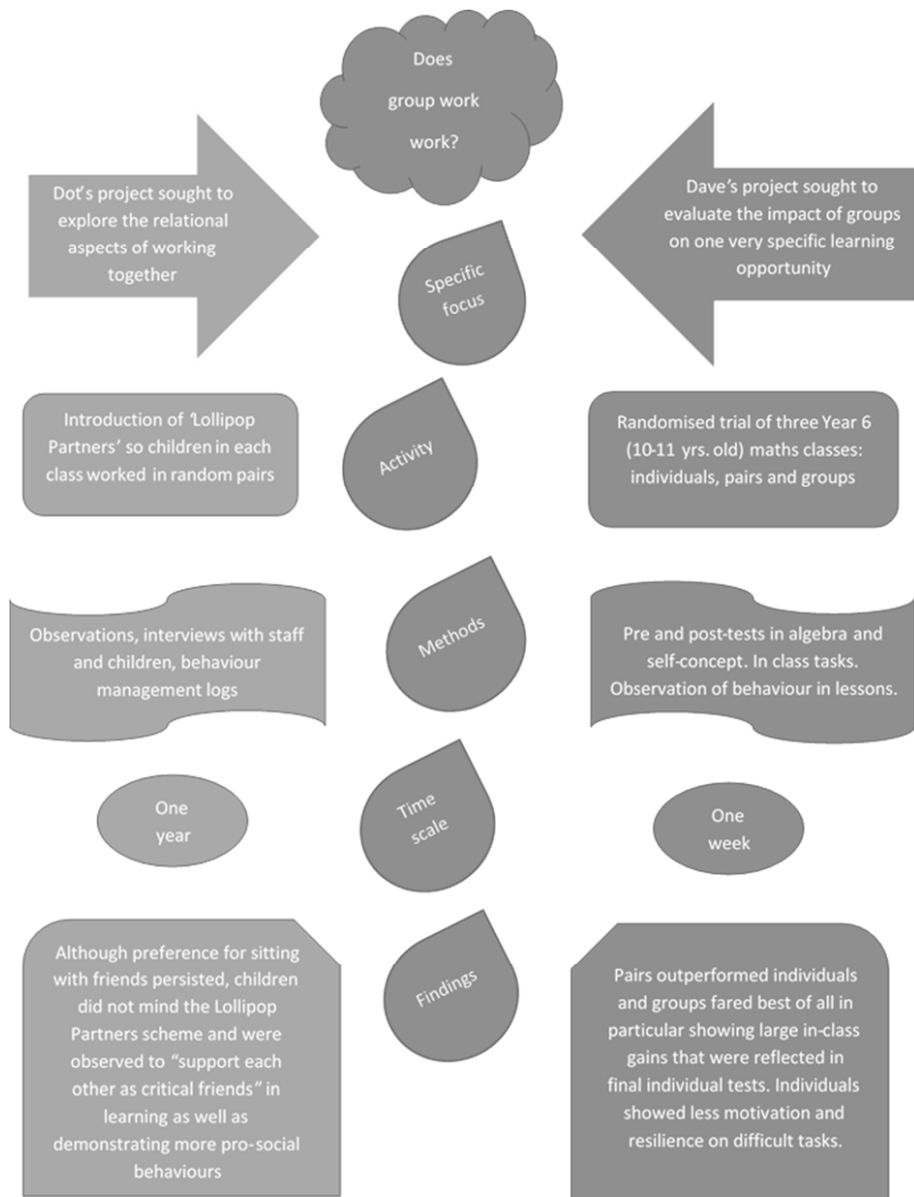 Does
group work
work?
Dot's project sought to
explore the relational
aspects of working
together
Dave's project sought to
evaluate the impact of groups
on one very specific learning
opportunity
Specific
focus
Introduction of 'Lollipop
Partners' so children in each
class worked in random pairs
Activity
Randomised trial of three Year 6
(10-11 yrs. old) maths classes:
individuals, pairs and groups
Observations, interviews with staff
and children, behaviour
management logs
Methods
Pre and post-tests in algebra and
self-concept. In class tasks.
Observation of behaviour in lessons.
One
year
Time
scale
One
week
Although preference for sitting
with friends persisted, children
did not mind the Lollipop
Partners scheme and were
observed to “support each
other as critical friends” in
learning as well as
demonstrating more pro-social
behaviours
Findings
Pairs outperformed individuals
and groups fared best of all in
particular showing large in-class
gains that were reflected in
final individual tests. Individuals
showed less motivation and
resilience on difficult tasks.